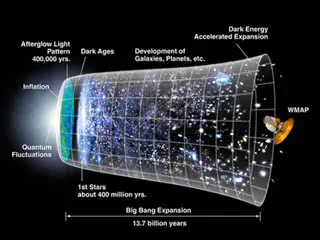 Dark Energy
Accelerated Expansion
Afterglow Light
Pattern
400,000 yrs.
Dark Ages
Development of
Galaxies, Planets, etc.
Inflation
WMAP
Quantum
Fluctuations
1st Stars
about 400 million yrs.
Big Bang Expansion
13.7 billion years